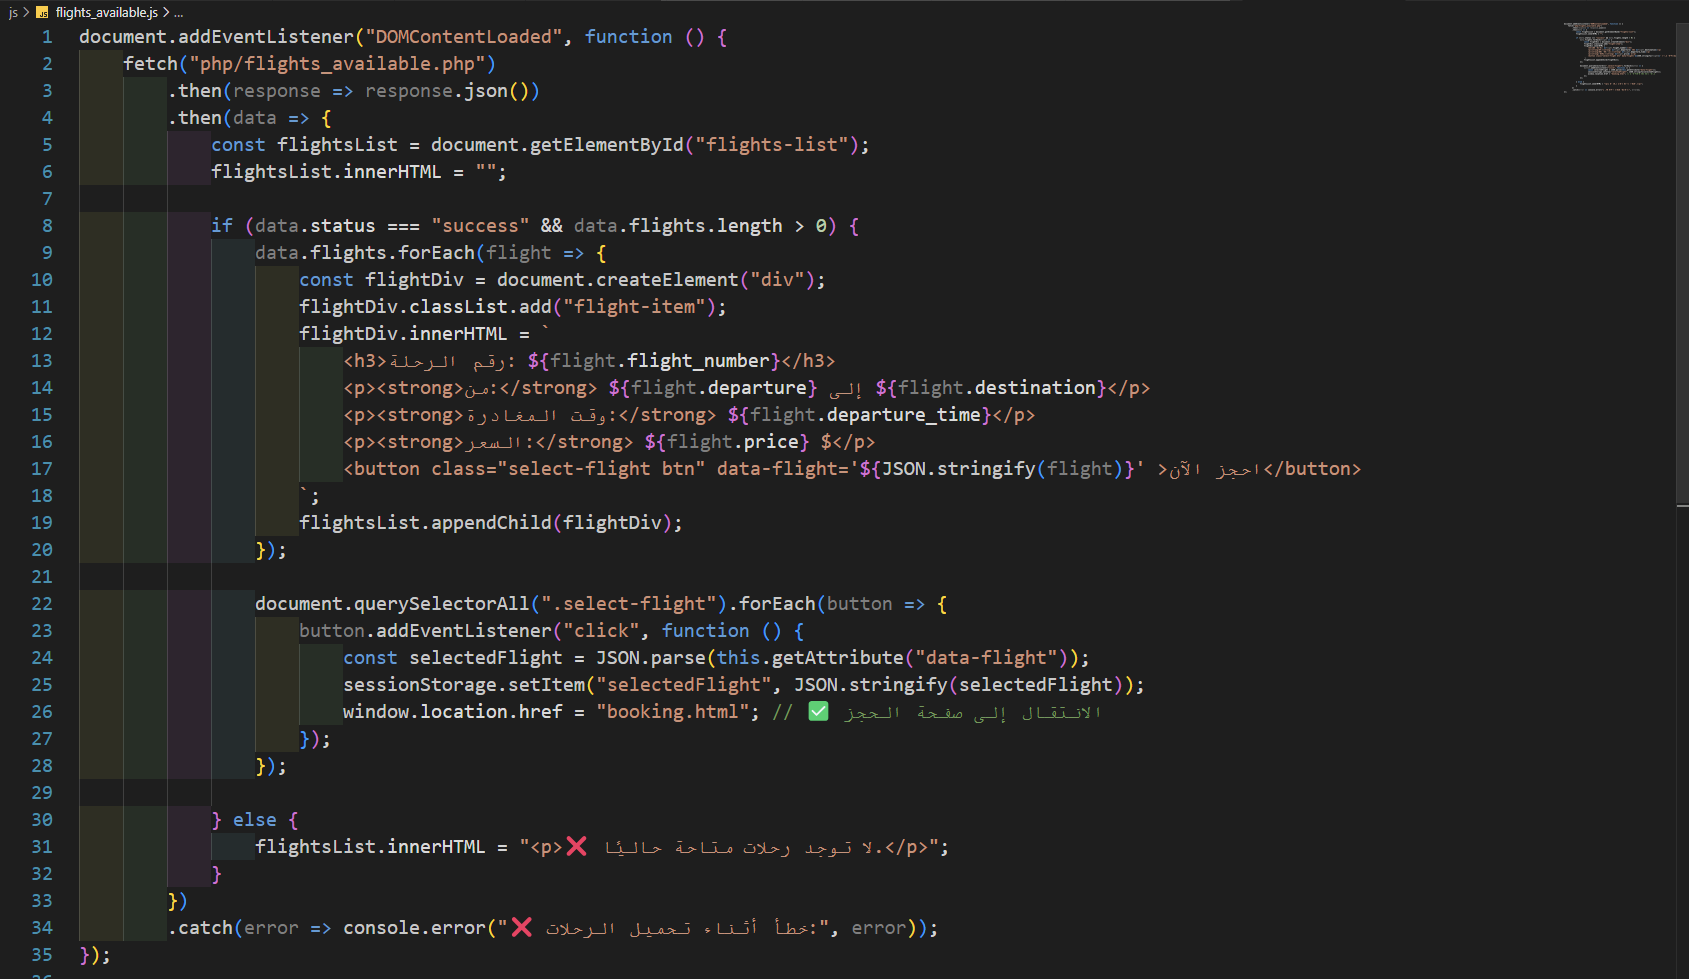 js > JS flights_available.js > ...
1 document.addEventListener("DOMContentLoaded", function () {
2     fetch("php/flights_available.php")
3         .then(response => response.json())
4         .then(data => {
5             const flightsList = document.getElementById("flights-list");
6             flightsList.innerHTML = "";
7
8             if (data.status === "success" && data.flights.length > 0) {
9                 data.flights.forEach(flight => {
10                     const flightDiv = document.createElement("div");
11                     flightDiv.classList.add("flight-item");
12                     flightDiv.innerHTML = `
13                         <h3>رقم الرحلة: ${flight.flight_number}</h3>
14                         <p><strong>من:</strong> ${flight.departure} إلى ${flight.destination}</p>
15                         <p><strong>وقت المغادرة:</strong> ${flight.departure_time}</p>
16                         <p><strong>السعر:</strong> ${flight.price} $</p>
17                         <button class="select-flight btn" data-flight='${JSON.stringify(flight)}' >احجز الآن</button>
18                     `;
19                     flightsList.appendChild(flightDiv);
20                 });
21
22                 document.querySelectorAll(".select-flight").forEach(button => {
23                     button.addEventListener("click", function () {
24                         const selectedFlight = JSON.parse(this.getAttribute("data-flight"));
25                         sessionStorage.setItem("selectedFlight", JSON.stringify(selectedFlight));
26                         window.location.href = "booking.html"; // ✅ الانتقال إلى صفحة الحجز
27                     });
28                 });
29
30             } else {
31                 flightsList.innerHTML = "<p>❌ لا توجد رحلات متاحة حاليًا.</p>";
32             }
33         })
34         .catch(error => console.error("❌ خطأ أثناء تحميل الرحلات:", error));
35 });